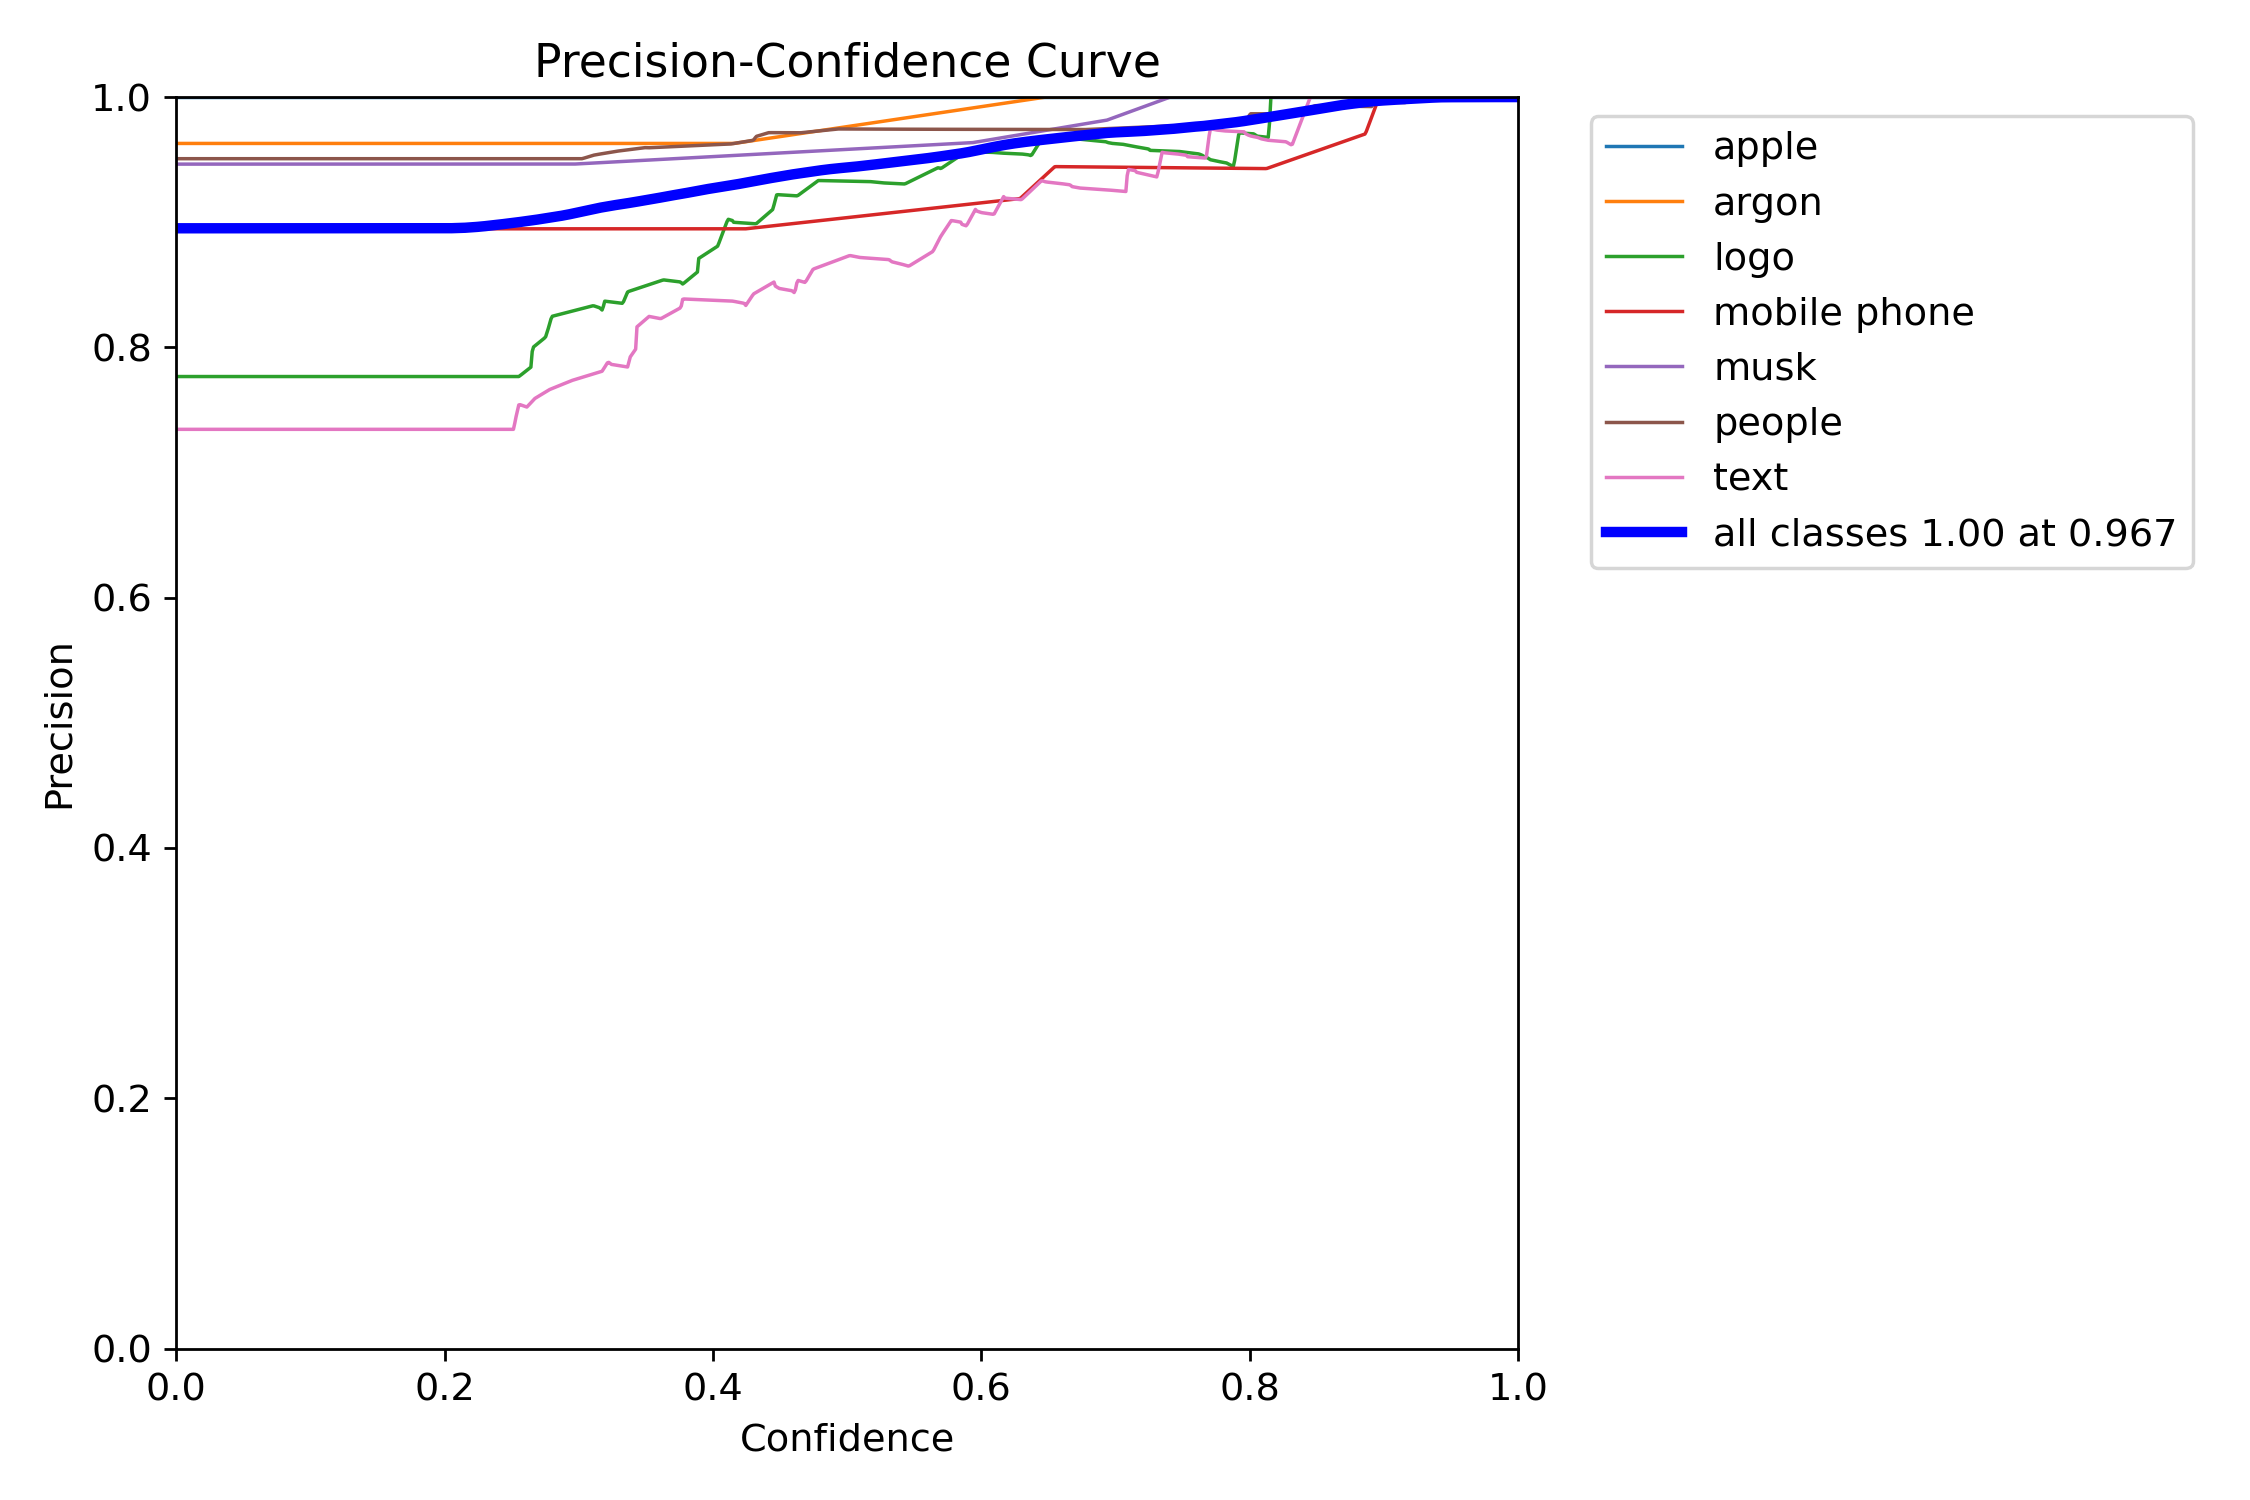 Precision-Confidence Curve
1.0
0.8
0.6
0.4
0.2
0.0
Precision
0.0 0.2 0.4 0.6 0.8 1.0
Confidence
apple
argon
logo
mobile phone
musk
people
text
all classes 1.00 at 0.967